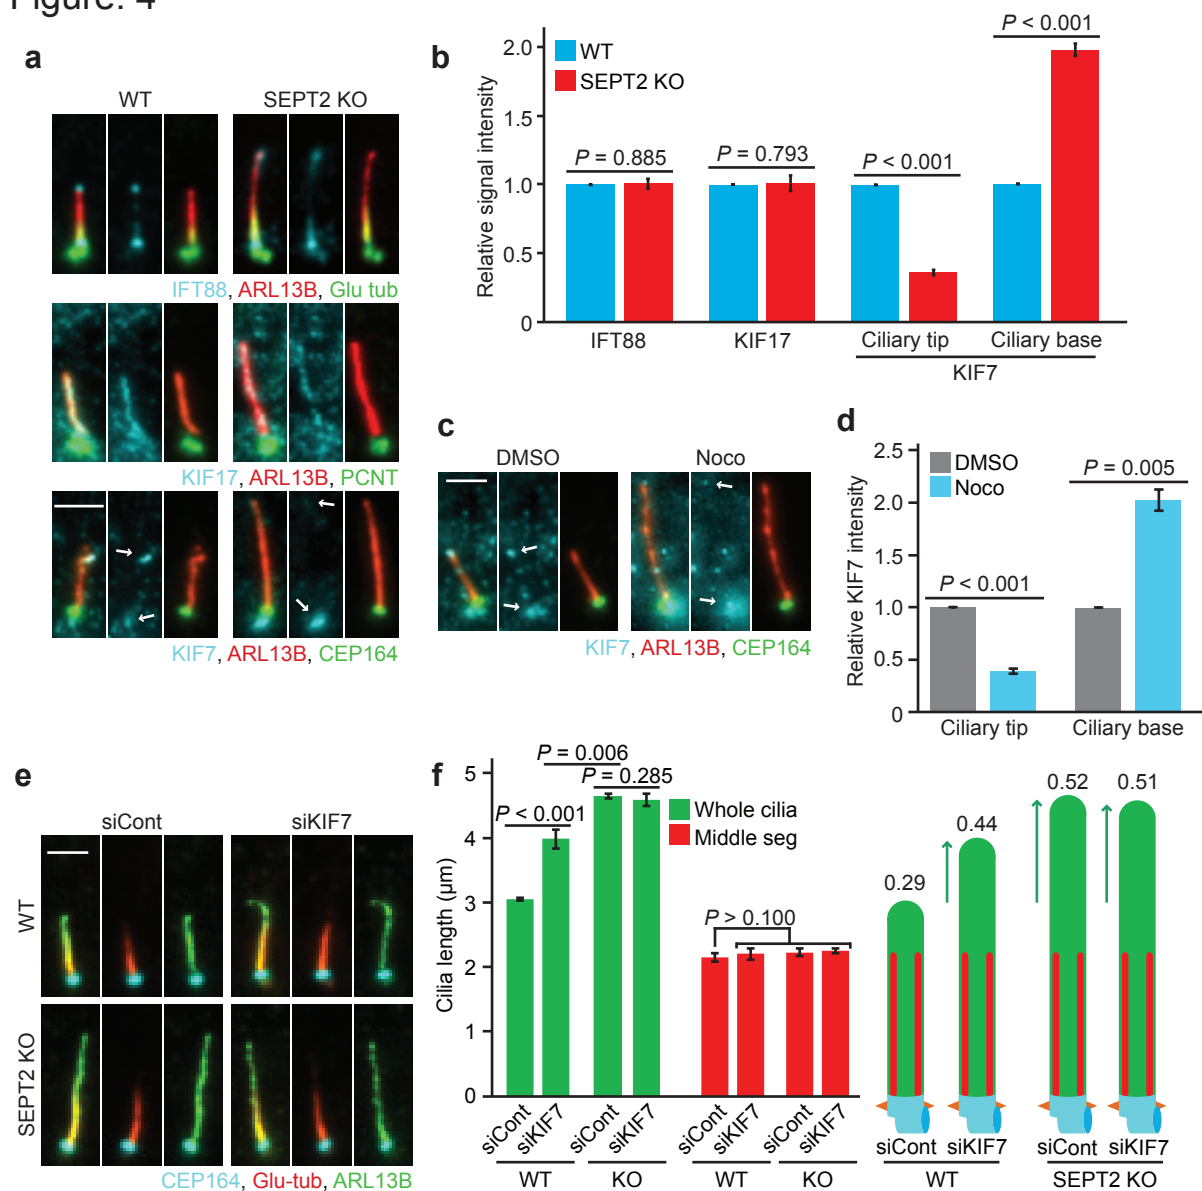 Figure. 4
a
WT
SEPT2 KO
IFT88, ARL13B, Glu tub
KIF17, ARL13B, PCNT
KIF7, ARL13B, CEP164
b
Relative signal intensity
2.0
1.5
1.0
0.5
0
WT
SEPT2 KO
P = 0.885
P = 0.793
P < 0.001
P < 0.001
IFT88
KIF17
Ciliary tip
Ciliary base
KIF7
c
DMSO
Noco
KIF7, ARL13B, CEP164
d
Relative KIF7 intensity
2.5
2.0
1.5
1.0
0.5
0
DMSO
Noco
P < 0.001
P = 0.005
Ciliary tip
Ciliary base
e
siCont
siKIF7
WT
SEPT2 KO
CEP164, Glu-tub, ARL13B
f
Cilia length (μm)
5
4
3
2
1
0
P = 0.006
P = 0.285
P < 0.001
Whole cilia
Middle seg
P > 0.100
siCont
siKIF7
siCont
siKIF7
siCont
siKIF7
siCont
siKIF7
WT
KO
WT
KO
0.29
0.44
0.52
0.51
siCont
siKIF7
siCont
siKIF7
WT
SEPT2 KO